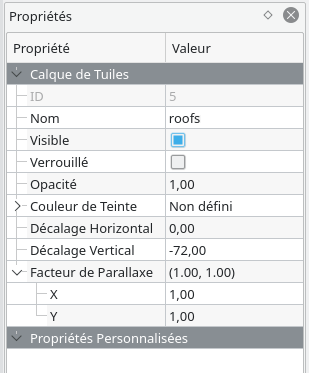 Propriétés
Propriété Valeur
Calque de Tuiles
ID 5
Nom roofs
Visible
Verrouillé
Opacité 1,00
Couleur de Teinte Non défini
Décalage Horizontal 0,00
Décalage Vertical -72,00
Facteur de Parallaxe (1.00, 1.00)
X 1,00
Y 1,00
Propriétés Personnalisées